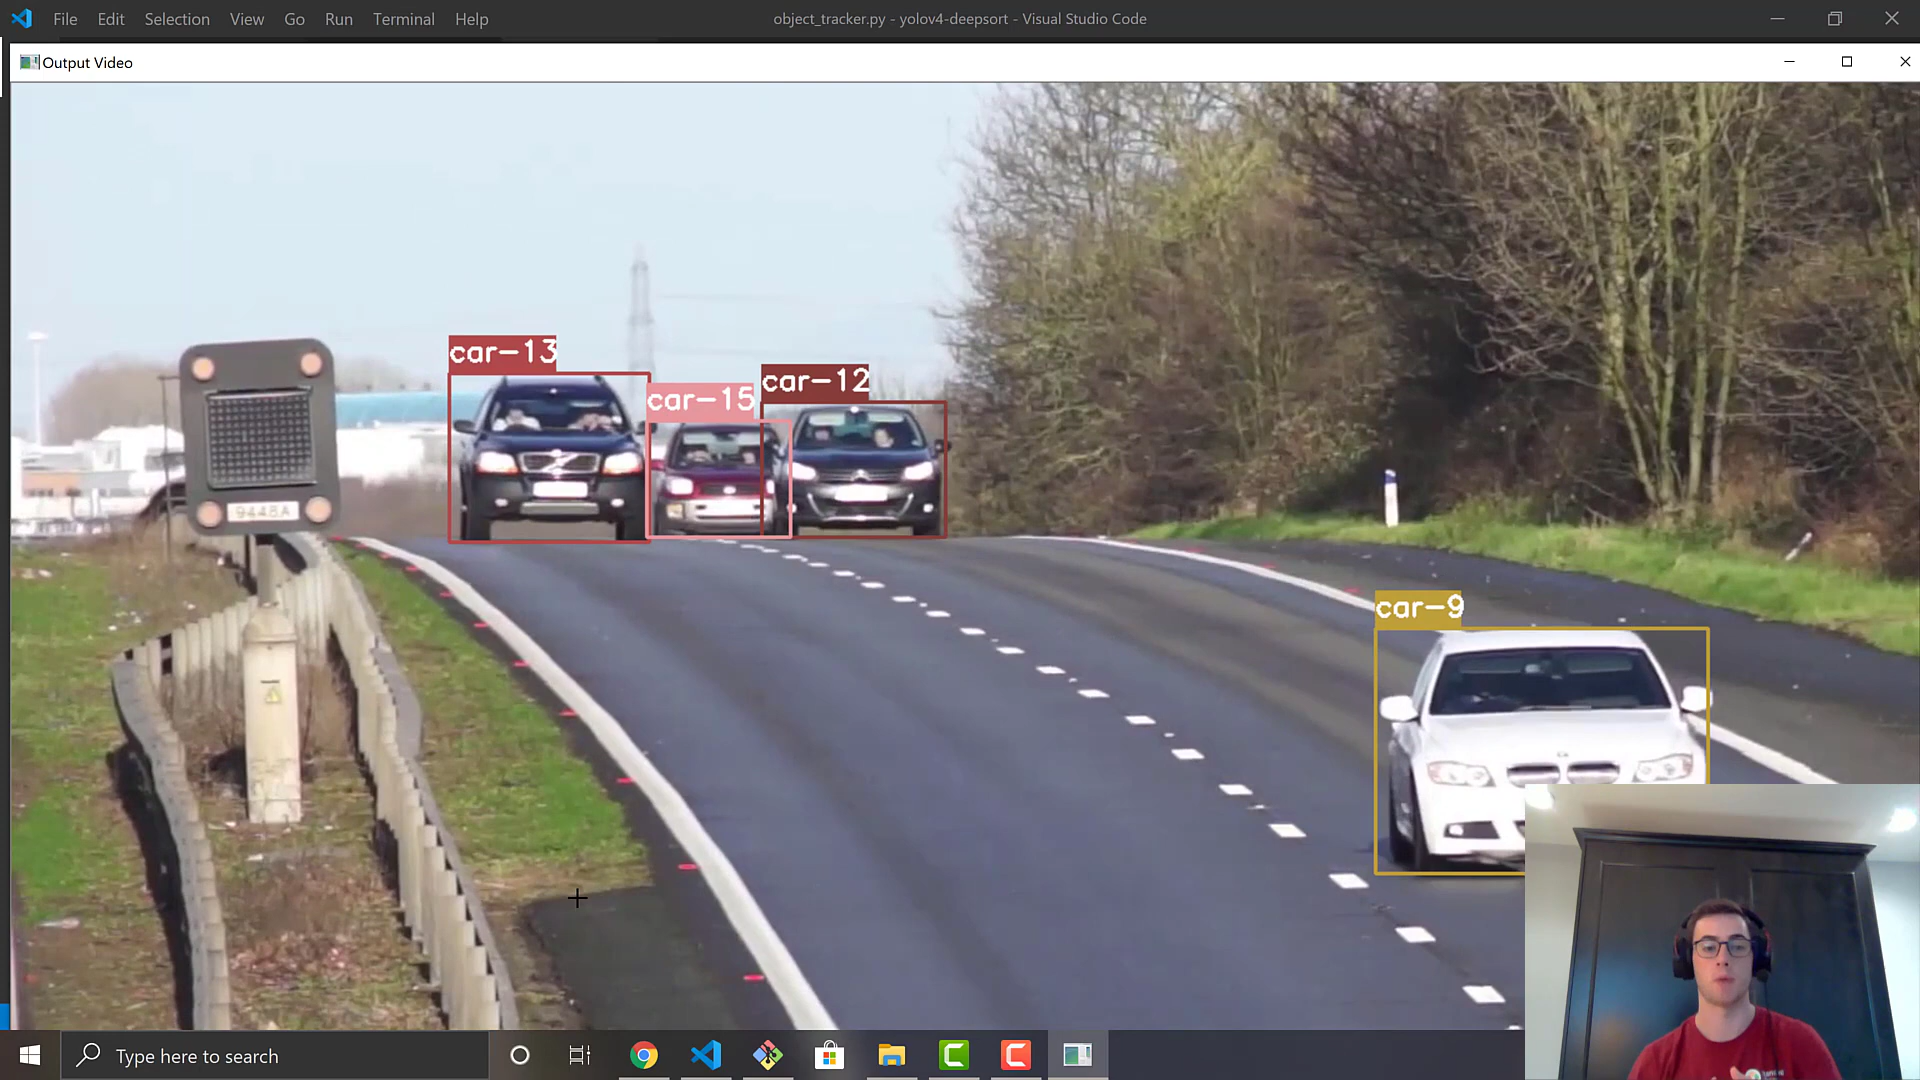 File Edit Selection View Go Run Terminal Help
object_tracker.py - yolov4-deepsort - Visual Studio Code
Output Video
car-13
car-15
car-12
9448A
car-9
Type here to search